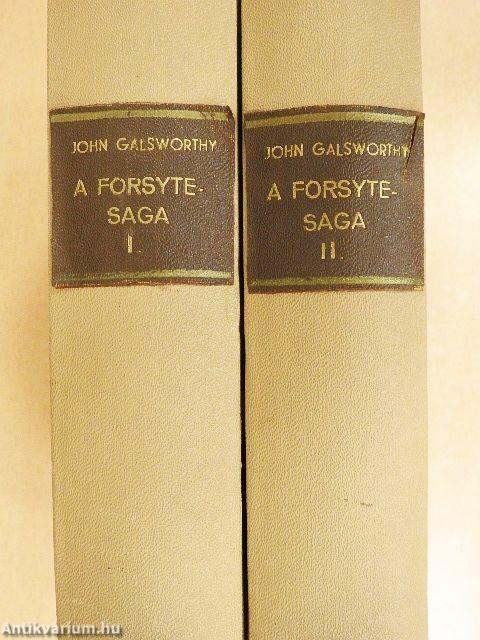 JOHN GALSWORTHY
A FORSYTE-
SAGA
I.
JOHN GALSWORTHY
A FORSYTE-
SAGA
II.
Antikvarium.hu